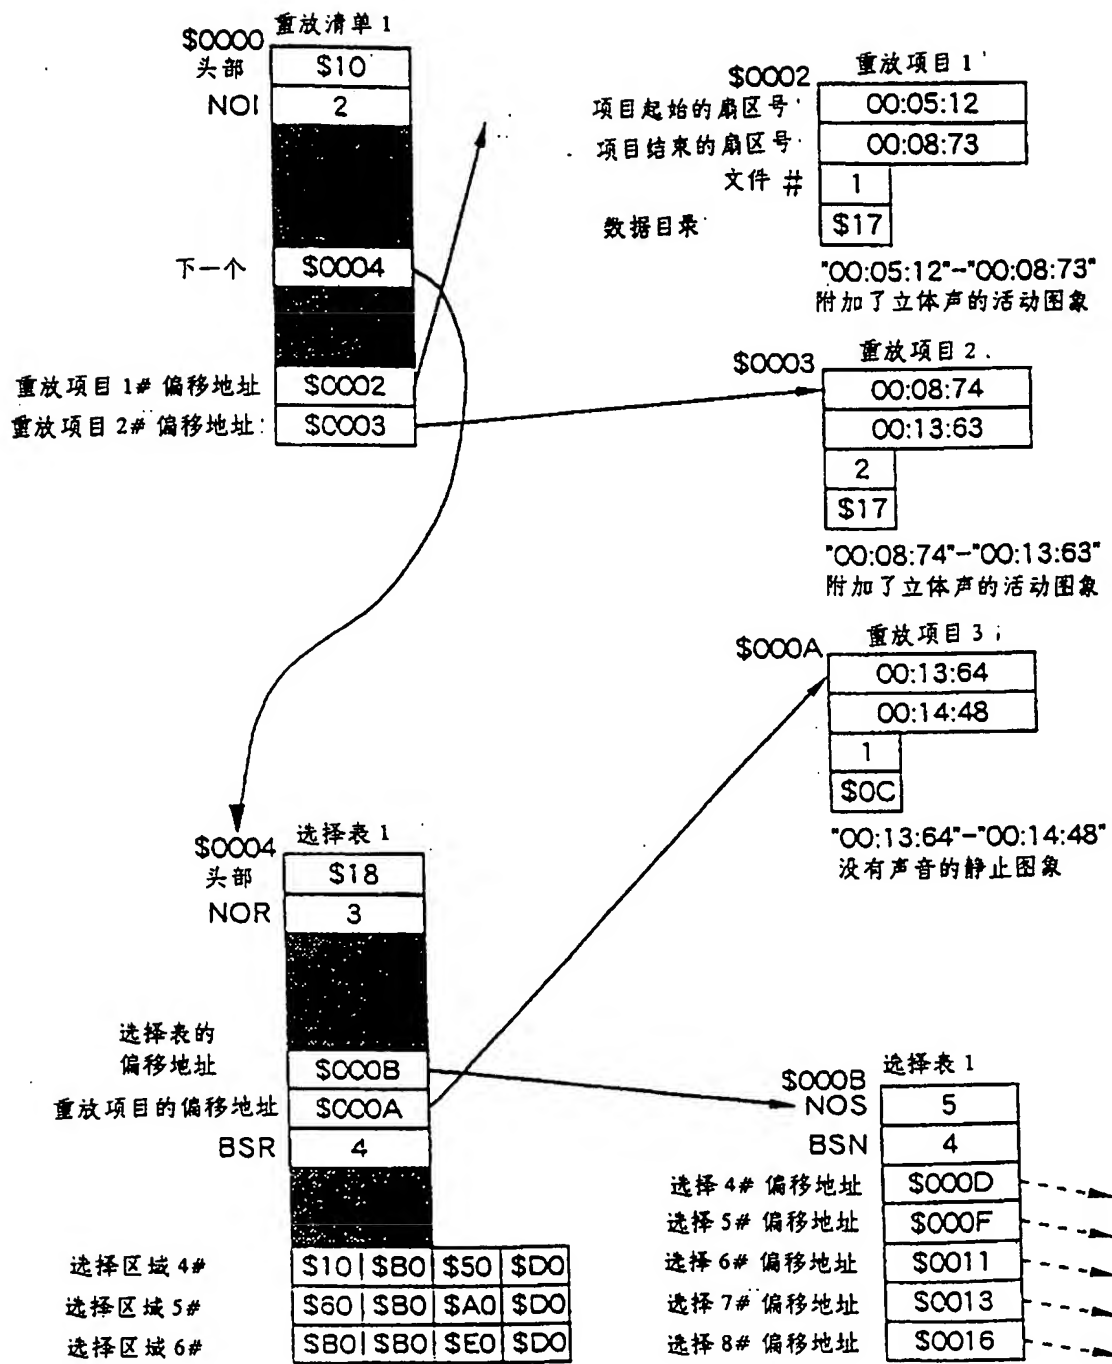 重放清单 1
$0000
头部 $10
NOI 2
下一个 $0004
重放项目 1# 偏移地址 $0002
重放项目 2# 偏移地址 $0003
$0002 重放项目 1
项目起始的扇区号 00:05:12
项目结束的扇区号 00:08:73
文件 # 1
数据目录 $17
"00:05:12"-"00:08:73"
附加了立体声的活动图象
$0003 重放项目 2
00:08:74
00:13:63
2
$17
"00:08:74"-"00:13:63"
附加了立体声的活动图象
$000A 重放项目 3
00:13:64
00:14:48
1
$0C
"00:13:64"-"00:14:48"
没有声音的静止图象
$0004 选择表 1
头部 $18
NOR 3
选择表的
偏移地址 $000B
重放项目的偏移地址 $000A
BSR 4
选择区域 4# $10 $B0 $50 $D0
选择区域 5# $60 $B0 $A0 $D0
选择区域 6# $B0 $B0 $E0 $D0
$000B 选择表 1
NOS 5
BSN 4
选择 4# 偏移地址 $000D
选择 5# 偏移地址 $000F
选择 6# 偏移地址 $0011
选择 7# 偏移地址 $0013
选择 8# 偏移地址 $0016